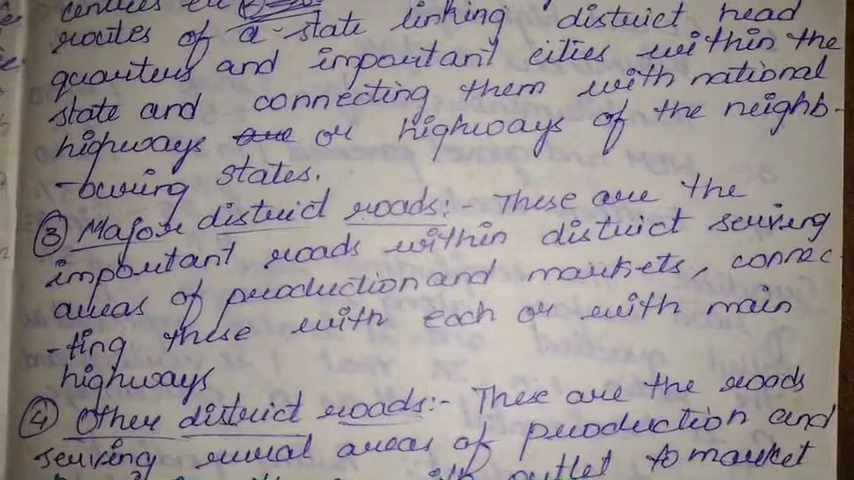 routes of a state linking district head
quarters and important cities within the
state and connecting them with national
highways or highways of the neighb-
-ouring states.
③ Major district roads:- These are the
important roads within district serving
areas of production and markets, connec-
-ting these with each or with main
highways
④ Other district roads:- These are the roads
serving rural areas of production and
outlet to market